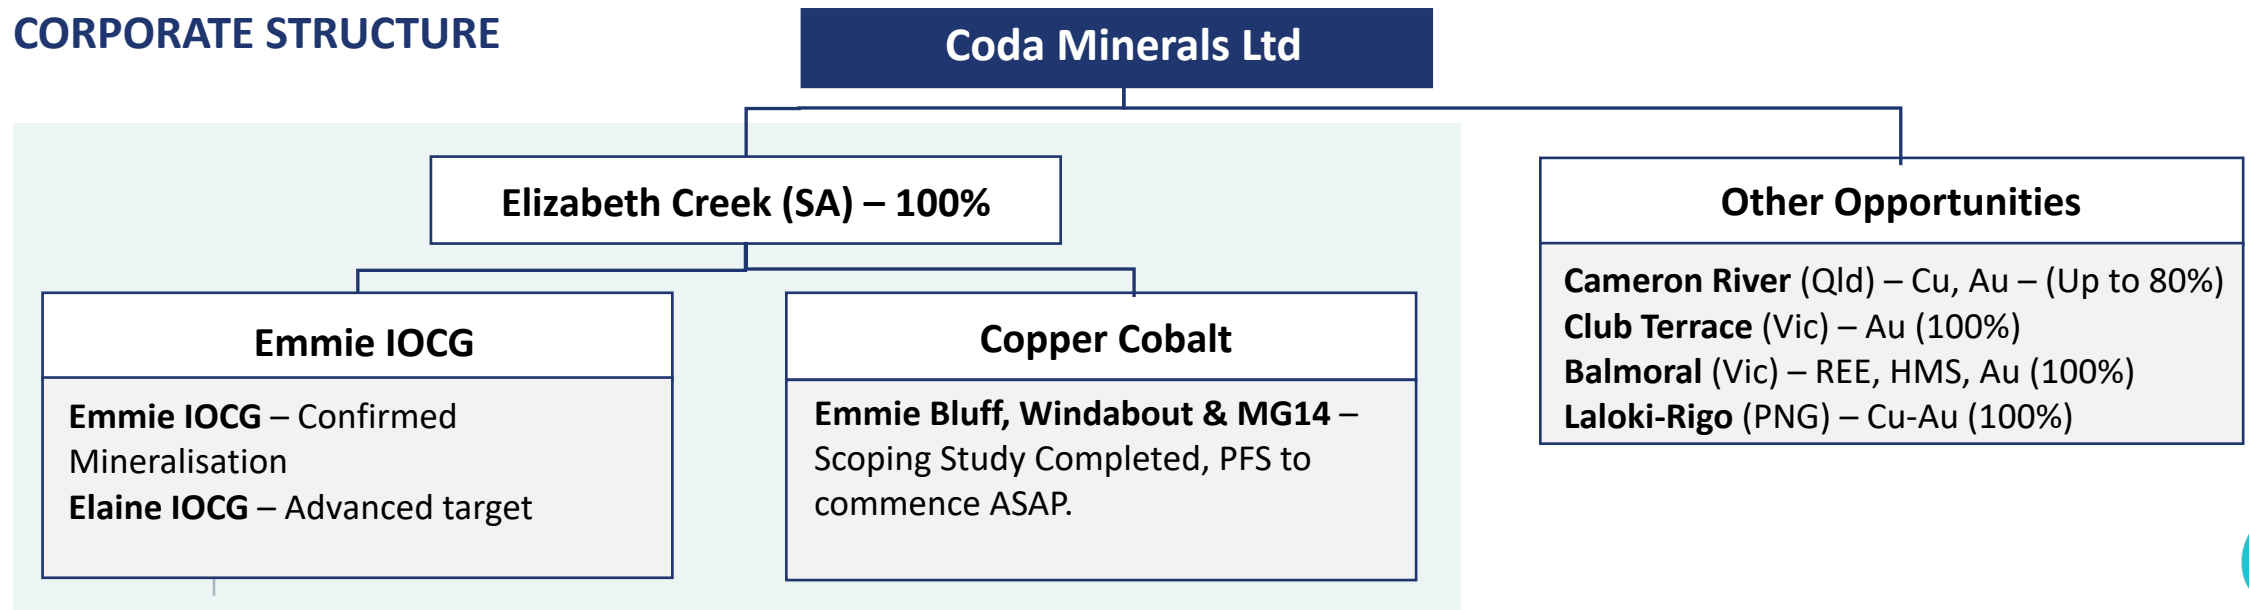 CORPORATE STRUCTURE
Coda Minerals Ltd
Elizabeth Creek (SA) – 100%
Emmie IOCG
Emmie IOCG – Confirmed
Mineralisation
Elaine IOCG – Advanced target
Copper Cobalt
Emmie Bluff, Windabout & MG14 –
Scoping Study Completed, PFS to
commence ASAP.
Other Opportunities
Cameron River (Qld) – Cu, Au – (Up to 80%)
Club Terrace (Vic) – Au (100%)
Balmoral (Vic) – REE, HMS, Au (100%)
Laloki-Rigo (PNG) – Cu-Au (100%)